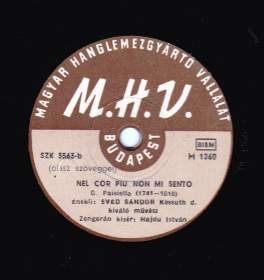 MAGYAR HANGLEMEZGYÁRTÓ VÁLLALAT
M.H.V.
BUDAPEST
SZK 3563-b
BIEM
(olasz szöveggel)
M 1360
NEL COR PIU NON MI SENTO
G. Paisiello (1741—1816)
Énekli: SVED SÁNDOR Kossuth d.
kiváló művész
Zongorán kísér: Hajdu István